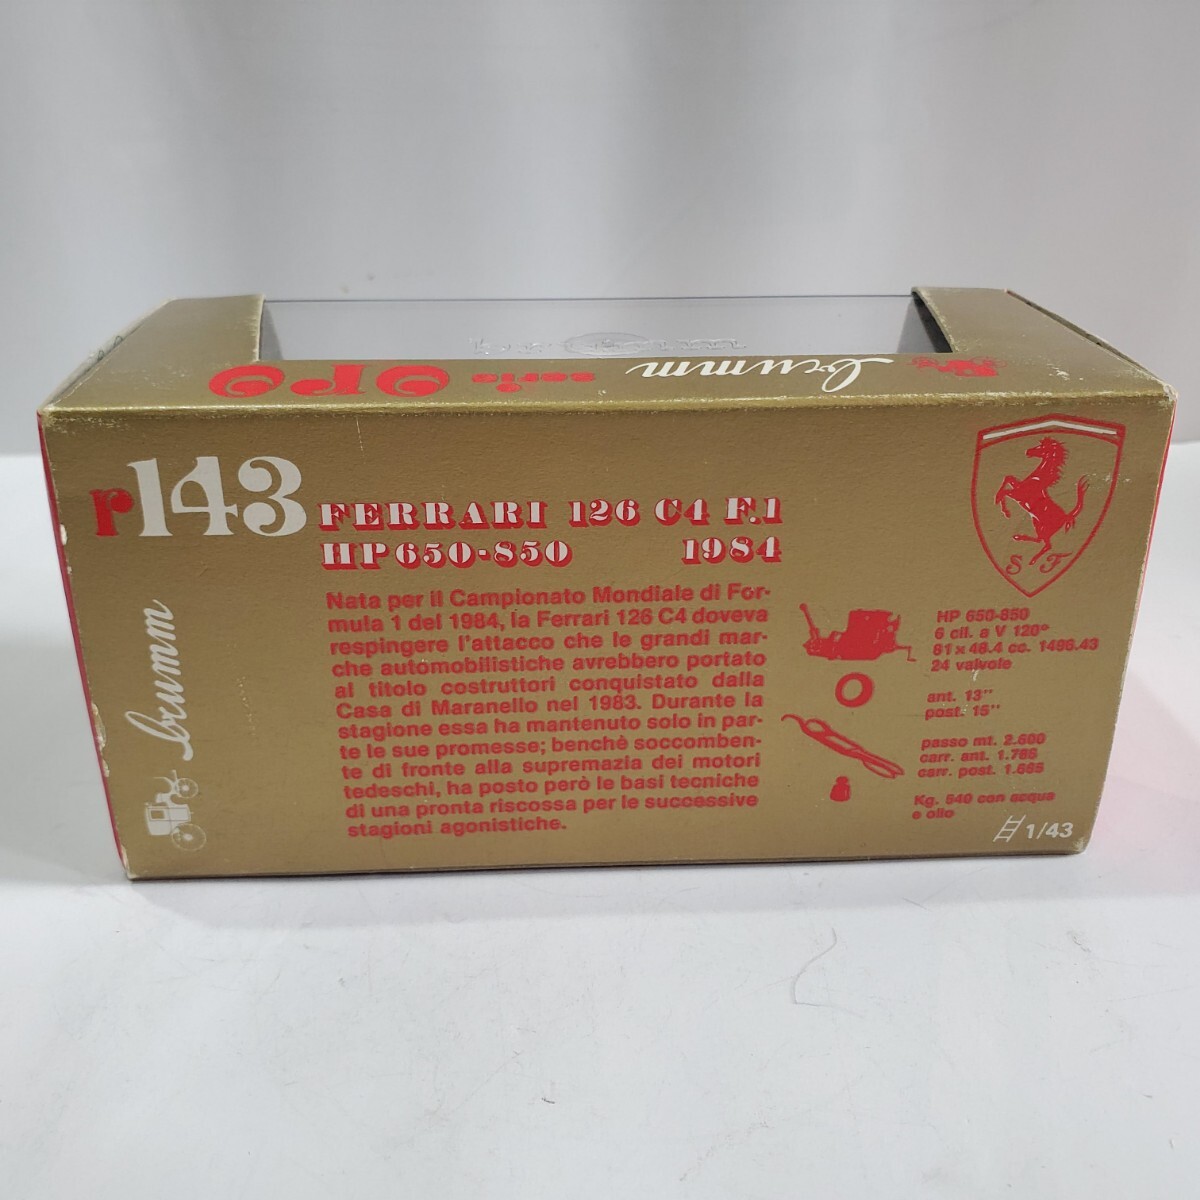 brumm serie oro
r143
FERRARI 126 C4 F.1
HP 650-850 1984
Nata per il Campionato Mondiale di For-
mula 1 del 1984, la Ferrari 126 C4 doveva
respingere l'attacco che le grandi mar-
che automobilistiche avrebbero portato
al titolo costruttori conquistato dalla
Casa di Maranello nel 1983. Durante la
stagione essa ha mantenuto solo in par-
te le sue promesse; benchè soccomben-
te di fronte alla supremazia dei motori
tedeschi, ha posto però le basi tecniche
di una pronta riscossa per le successive
stagioni agonistiche.
brumm
S F
HP 650-850
6 cil. a V 120°
81 x 48.4 cc. 1496.43
24 valvole
ant. 13"
post. 15"
passo mt. 2.600
carr. ant. 1.765
carr. post. 1.665
Kg. 540 con acqua
e olio
1/43